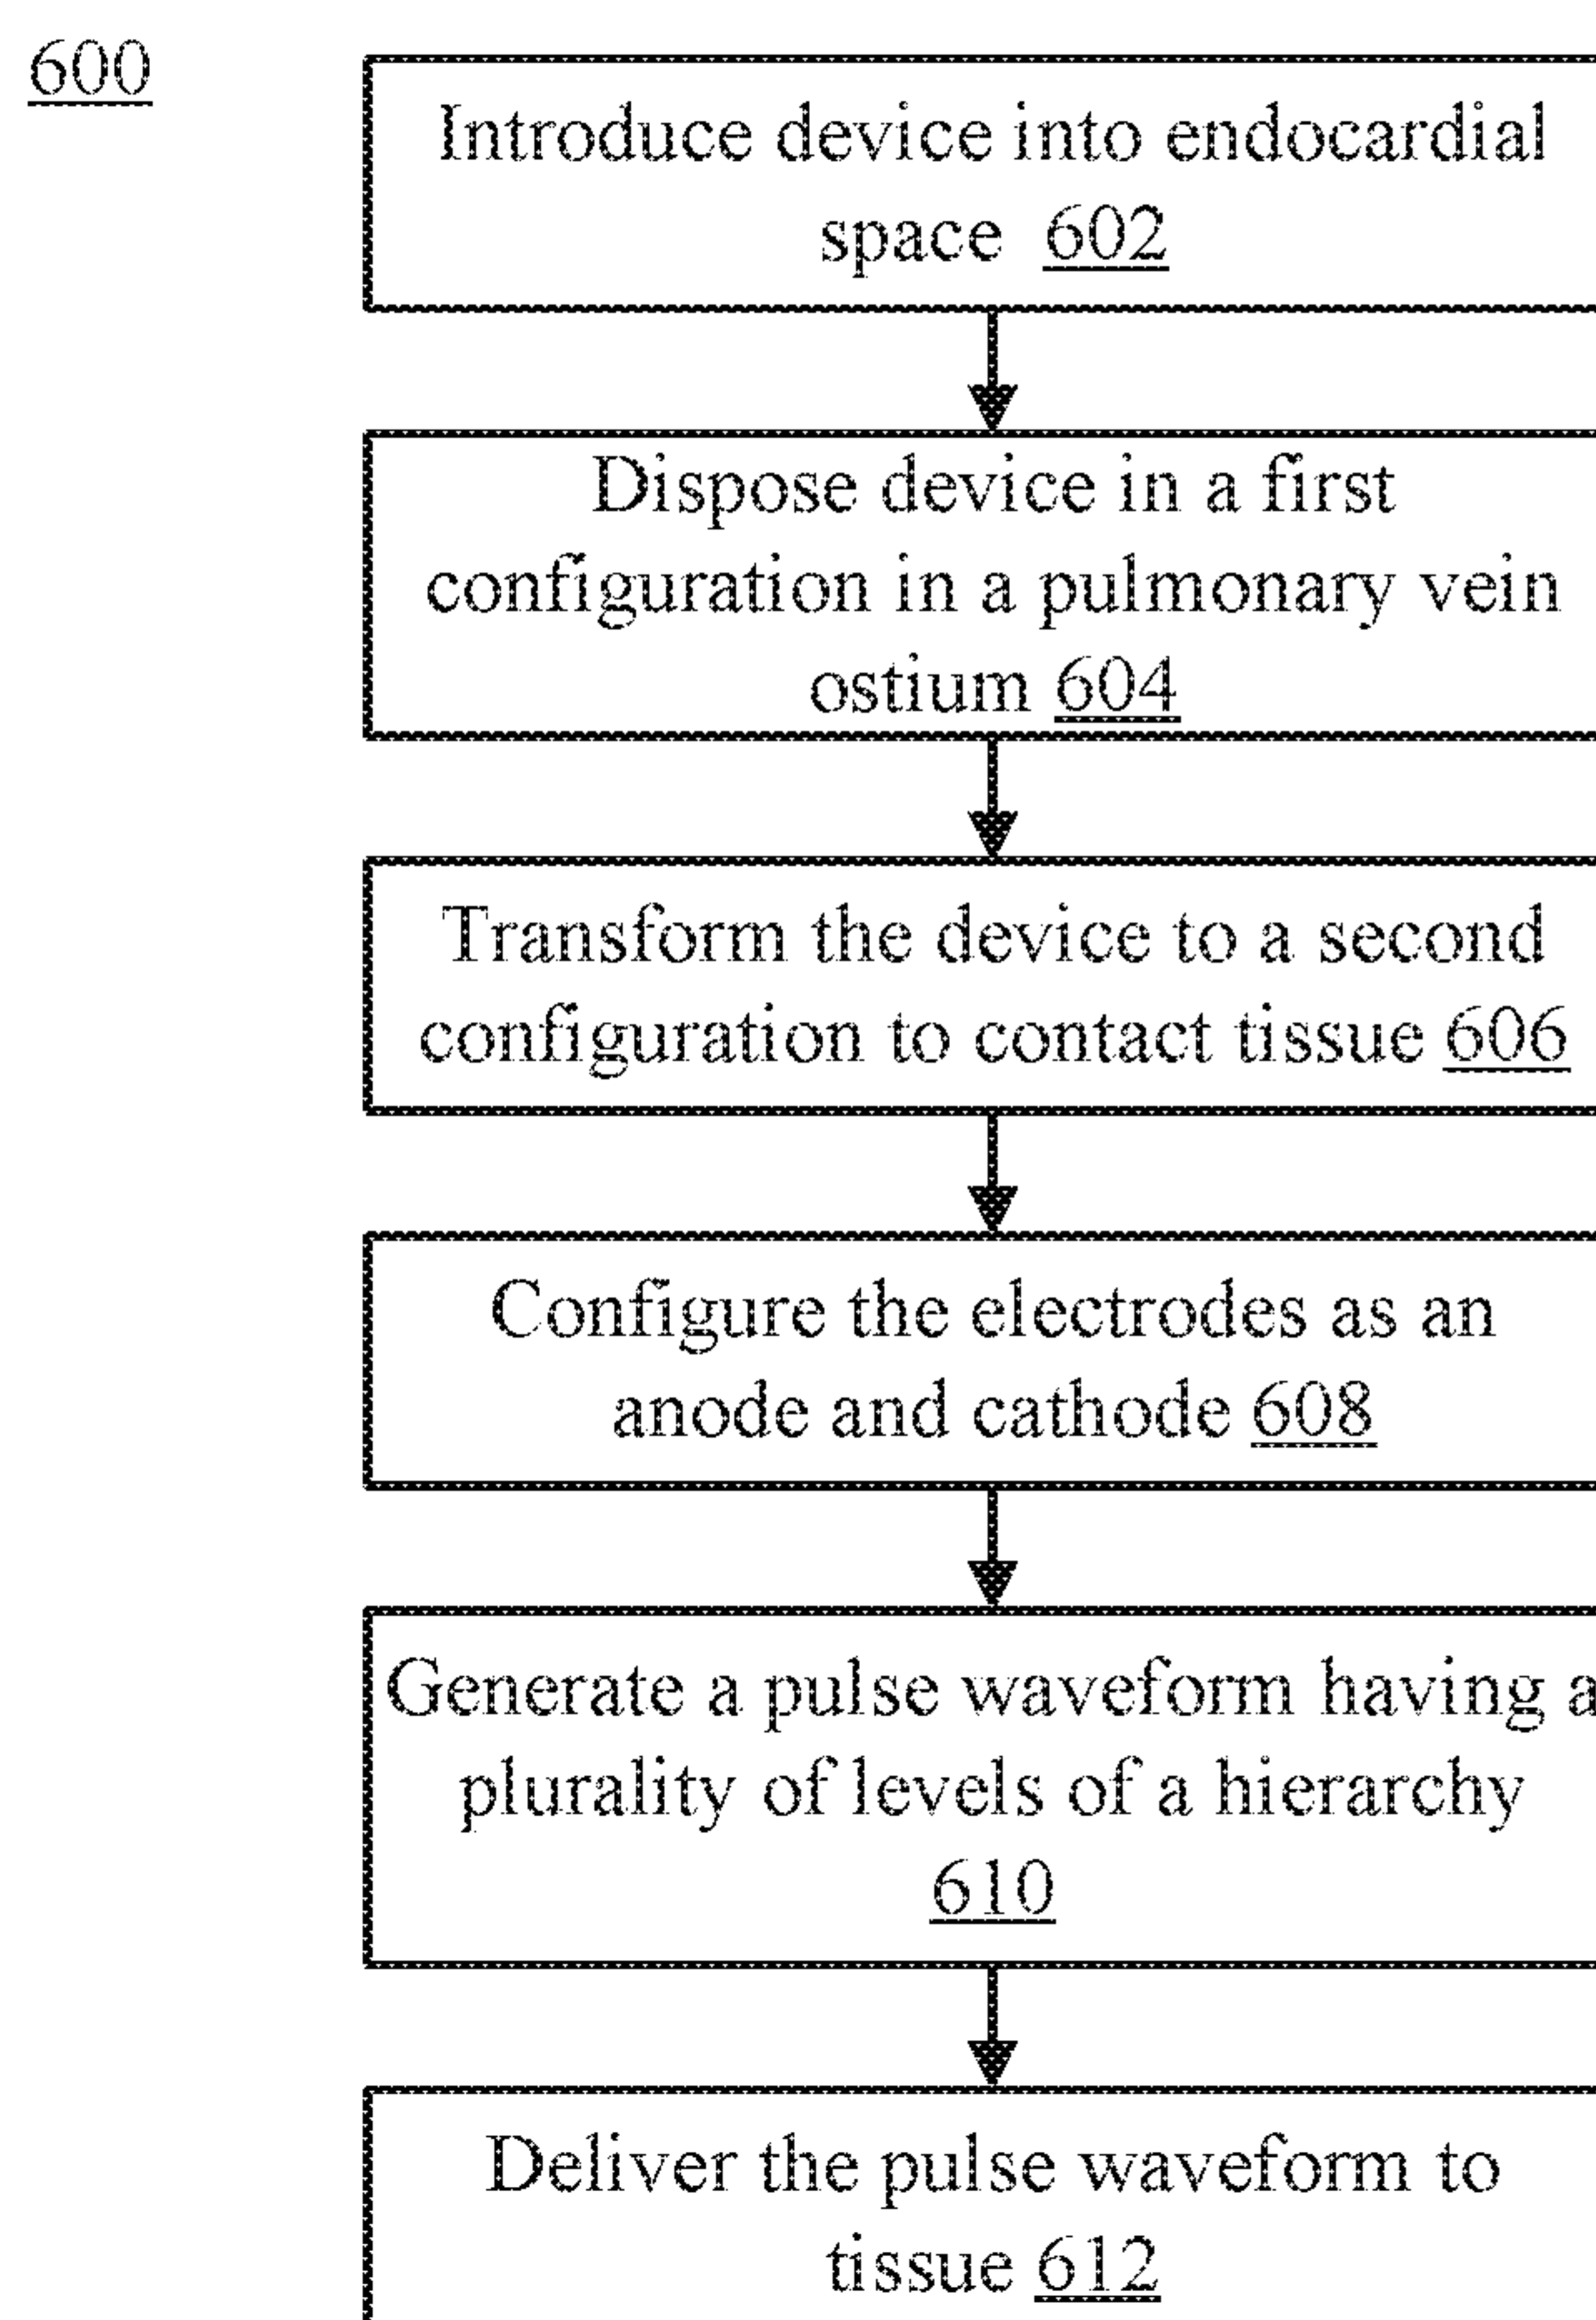 600
Introduce device into endocardial
space 602
Dispose device in a first
configuration in a pulmonary vein
ostium 604
Transform the device to a second
configuration to contact tissue 606
Configure the electrodes as an
anode and cathode 608
Generate a pulse waveform having a
plurality of levels of a hierarchy
610
Deliver the pulse waveform to
tissue 612